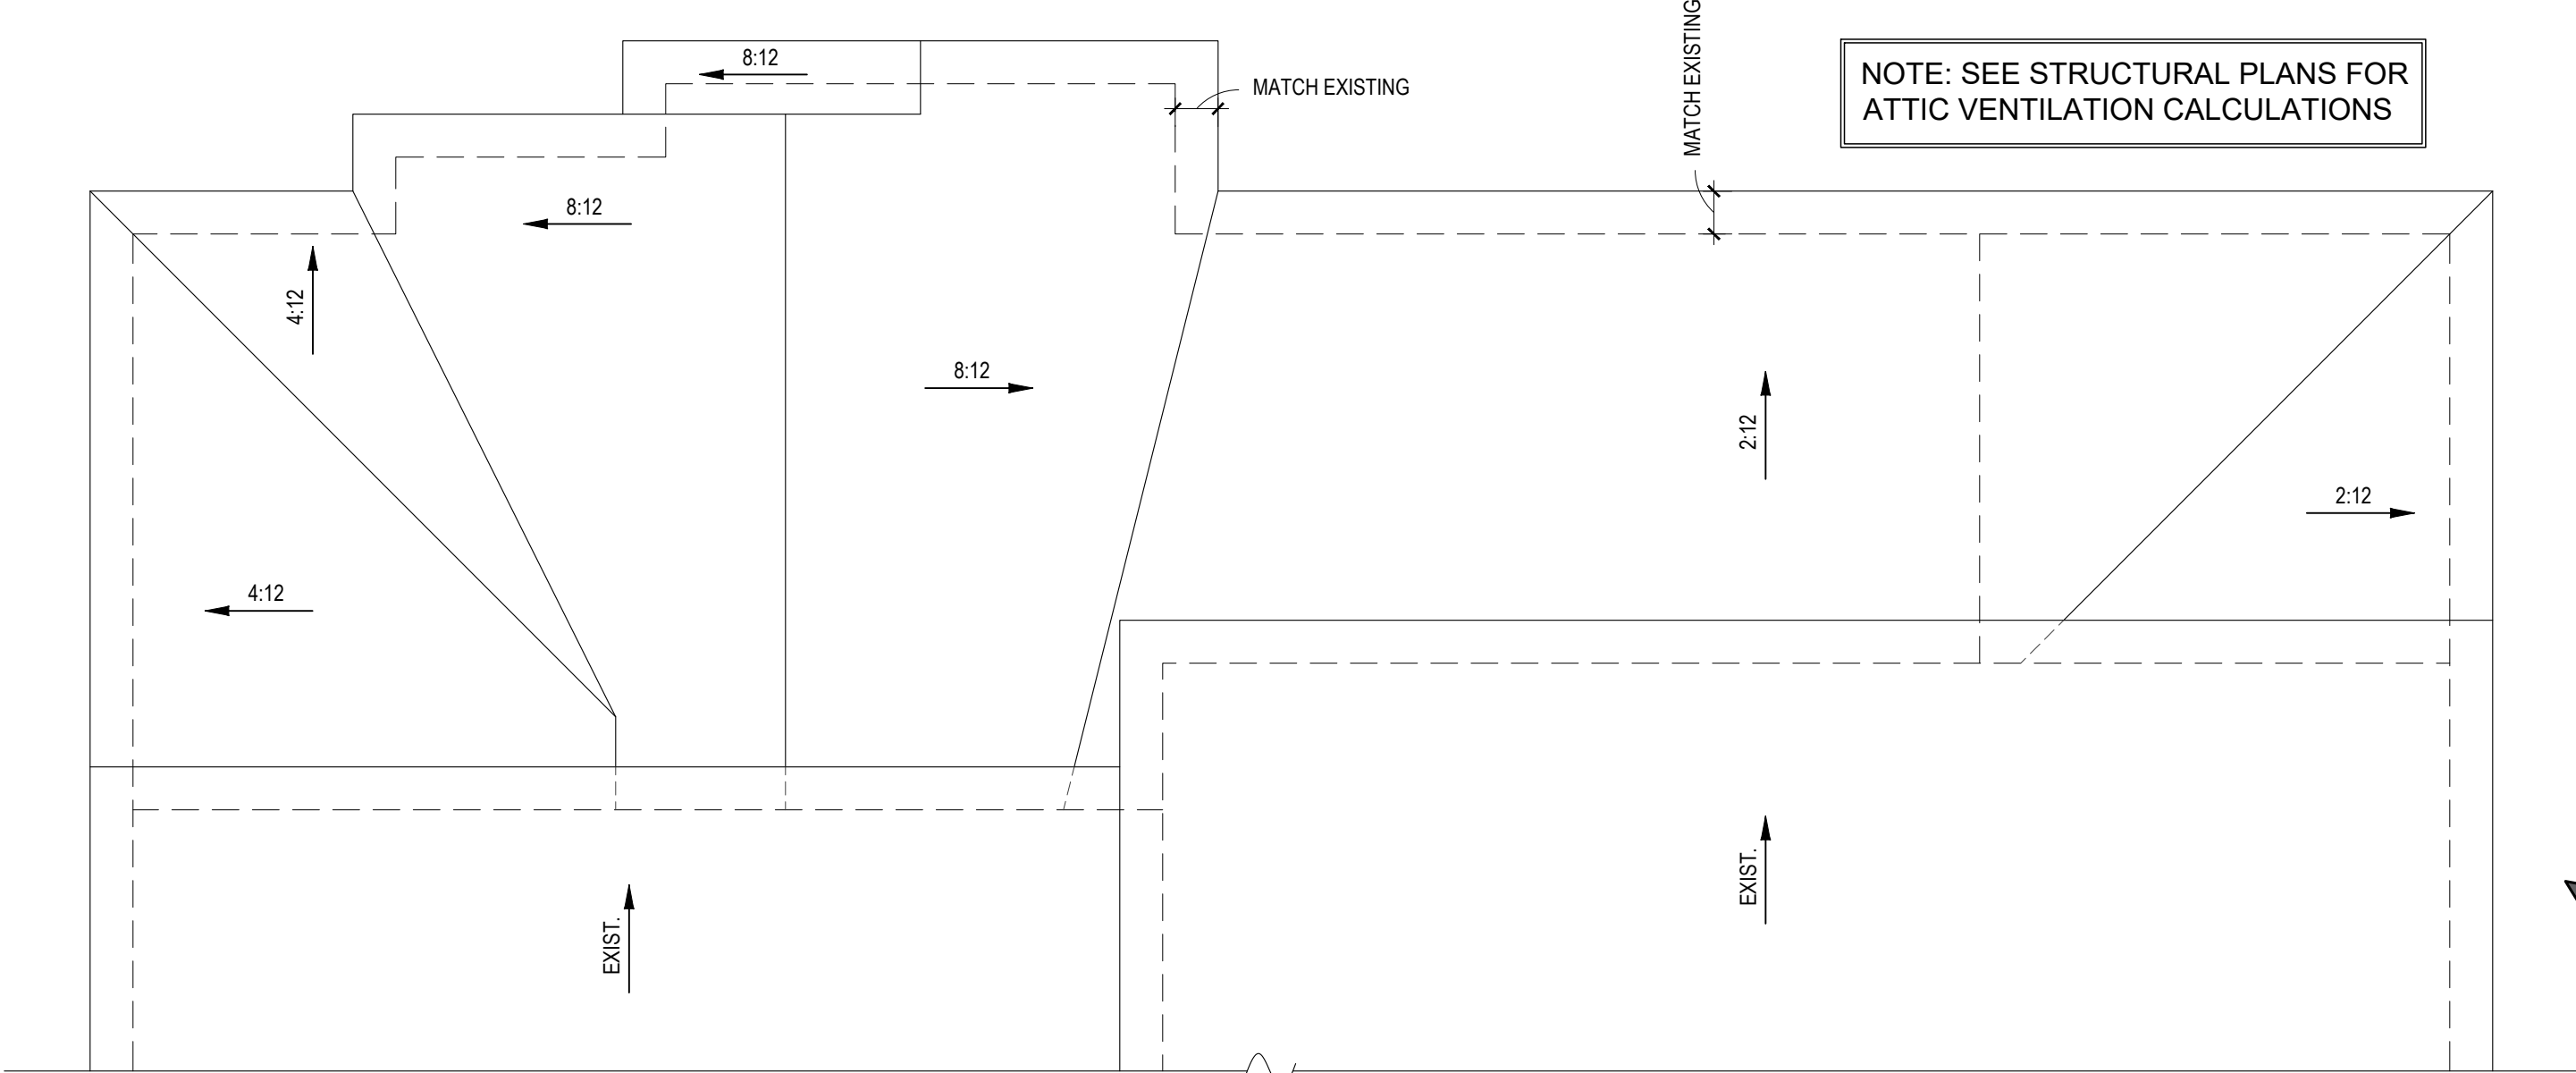 8:12
MATCH EXISTING
MATCH EXISTING
NOTE: SEE STRUCTURAL PLANS FOR
ATTIC VENTILATION CALCULATIONS
8:12
4:12
8:12
2:12
2:12
4:12
EXIST.
EXIST.